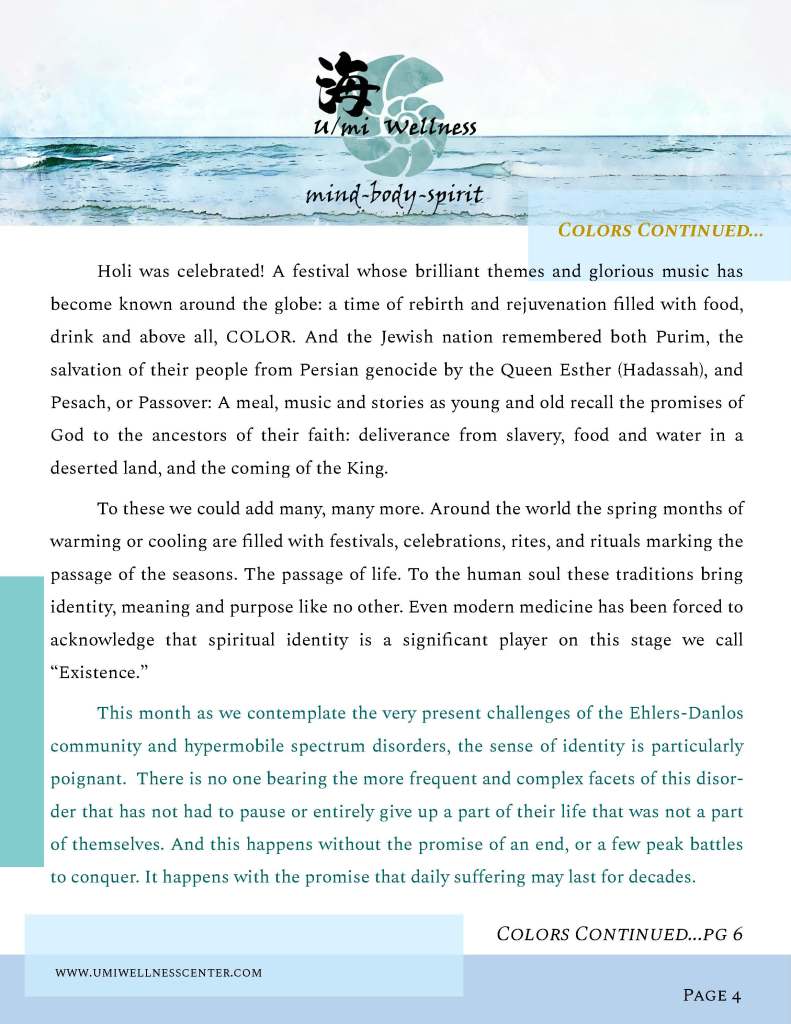 海
U/mi Wellness
mind-body-spirit
Colors Continued...
Holi was celebrated! A festival whose brilliant themes and glorious music has
become known around the globe: a time of rebirth and rejuvenation filled with food,
drink and above all, COLOR. And the Jewish nation remembered both Purim, the
salvation of their people from Persian genocide by the Queen Esther (Hadassah), and
Pesach, or Passover: A meal, music and stories as young and old recall the promises of
God to the ancestors of their faith: deliverance from slavery, food and water in a
deserted land, and the coming of the King.
To these we could add many, many more. Around the world the spring months of
warming or cooling are filled with festivals, celebrations, rites, and rituals marking the
passage of the seasons. The passage of life. To the human soul these traditions bring
identity, meaning and purpose like no other. Even modern medicine has been forced to
acknowledge that spiritual identity is a significant player on this stage we call
“Existence.”
This month as we contemplate the very present challenges of the Ehlers-Danlos
community and hypermobile spectrum disorders, the sense of identity is particularly
poignant.  There is no one bearing the more frequent and complex facets of this disor-
der that has not had to pause or entirely give up a part of their life that was not a part
of themselves. And this happens without the promise of an end, or a few peak battles
to conquer. It happens with the promise that daily suffering may last for decades.
Colors Continued...pg 6
www.umiwellnesscenter.com
Page 4